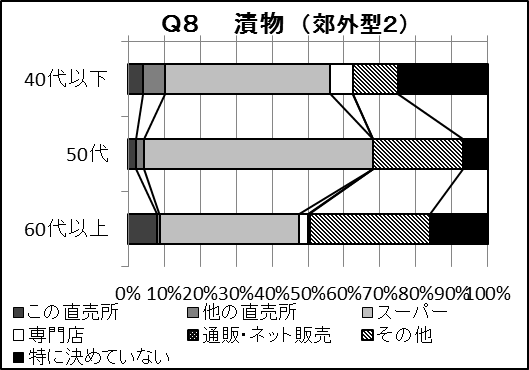 Q8 漬物（郊外型2）
40代以下
50代
60代以上
0% 10% 20% 30% 40% 50% 60% 70% 80% 90% 100%
この直売所 他の直売所 スーパー
専門店 通販・ネット販売 その他
特に決めていない